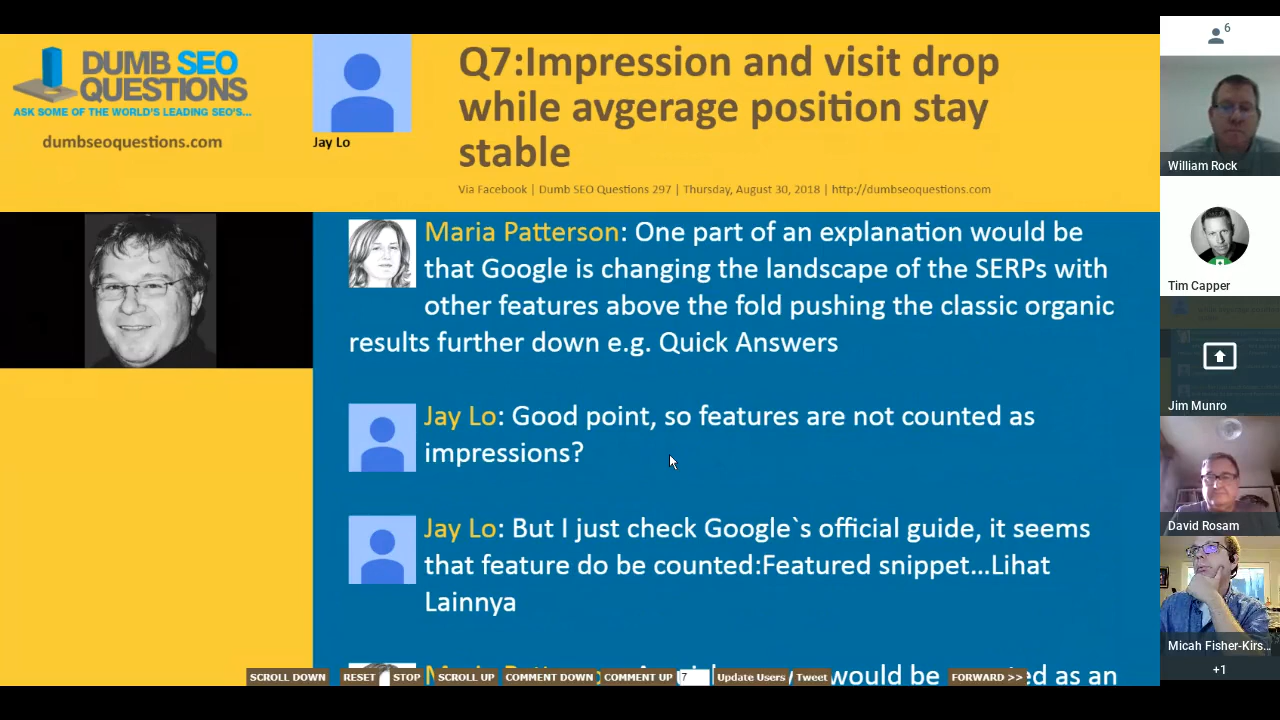 DUMB SEO
QUESTIONS
ASK SOME OF THE WORLD'S LEADING SEO'S...
dumbseoquestions.com
Jay Lo
Q7:Impression and visit drop
while avgerage position stay
stable
Via Facebook | Dumb SEO Questions 297 | Thursday, August 30, 2018 | http://dumbseoquestions.com
Maria Patterson: One part of an explanation would be
that Google is changing the landscape of the SERPs with
other features above the fold pushing the classic organic
results further down e.g. Quick Answers
Jay Lo: Good point, so features are not counted as
impressions?
Jay Lo: But I just check Google`s official guide, it seems
that feature do be counted:Featured snippet...Lihat
Lainnya
would be as an
SCROLL DOWN RESET STOP SCROLL UP COMMENT DOWN COMMENT UP 7 Update Users / Tweet FORWARD >>
6
William Rock
Tim Capper
Jim Munro
David Rosam
Micah Fisher-Kirs...
+1